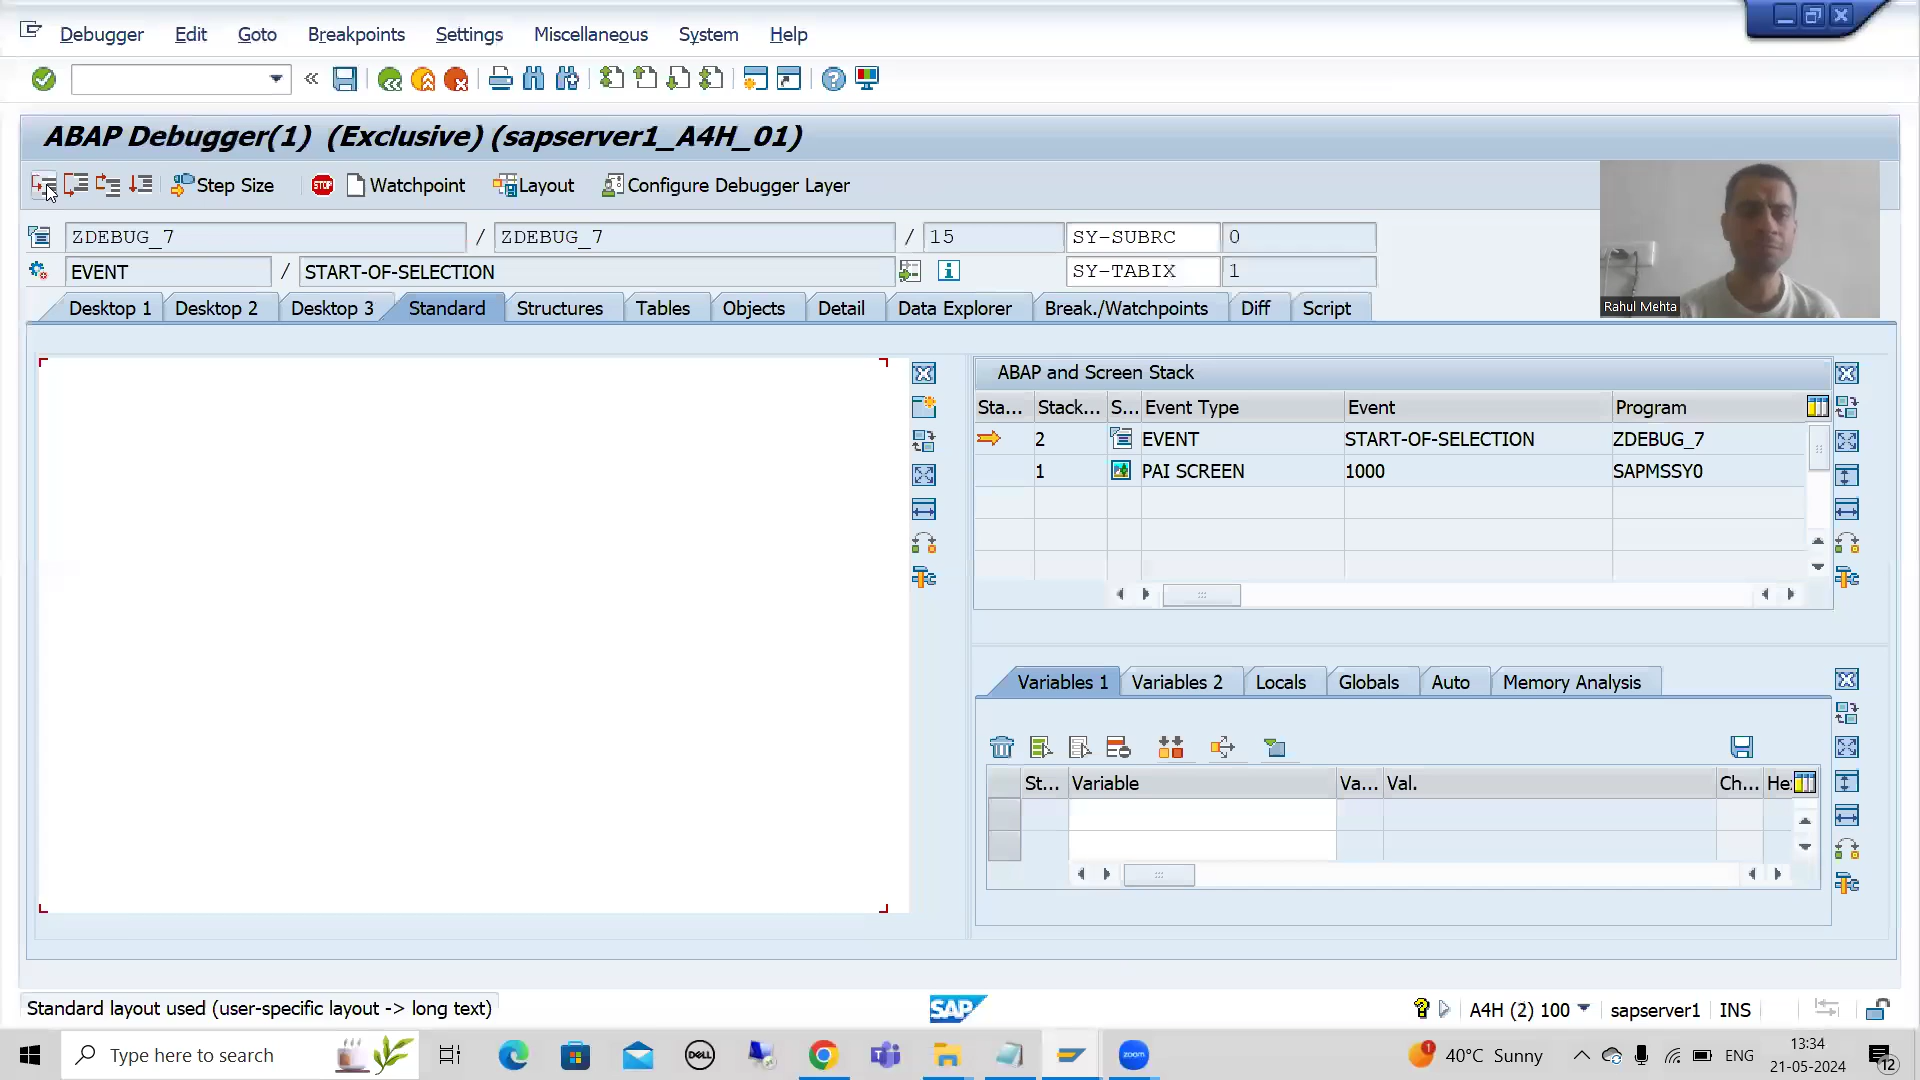 Debugger Edit Goto Breakpoints Settings Miscellaneous System Help
ABAP Debugger(1) (Exclusive) (sapserver1_A4H_01)
Step Size STOP Watchpoint Layout Configure Debugger Layer
ZDEBUG_7 / ZDEBUG_7 / 15 SY-SUBRC 0
EVENT / START-OF-SELECTION SY-TABIX 1
Rahul Mehta
Desktop 1 Desktop 2 Desktop 3 Standard Structures Tables Objects Detail Data Explorer Break./Watchpoints Diff Script
ABAP and Screen Stack
Sta... Stack... S... Event Type Event Program
2 EVENT START-OF-SELECTION ZDEBUG_7
1 PAI SCREEN 1000 SAPMSSY0
Variables 1 Variables 2 Locals Globals Auto Memory Analysis
St... Variable Va... Val. Ch... He
Standard layout used (user-specific layout -> long text) SAP A4H (2) 100 sapserver1 INS
Type here to search DELL zoom 1 40°C Sunny ENG 13:34
21-05-2024 12